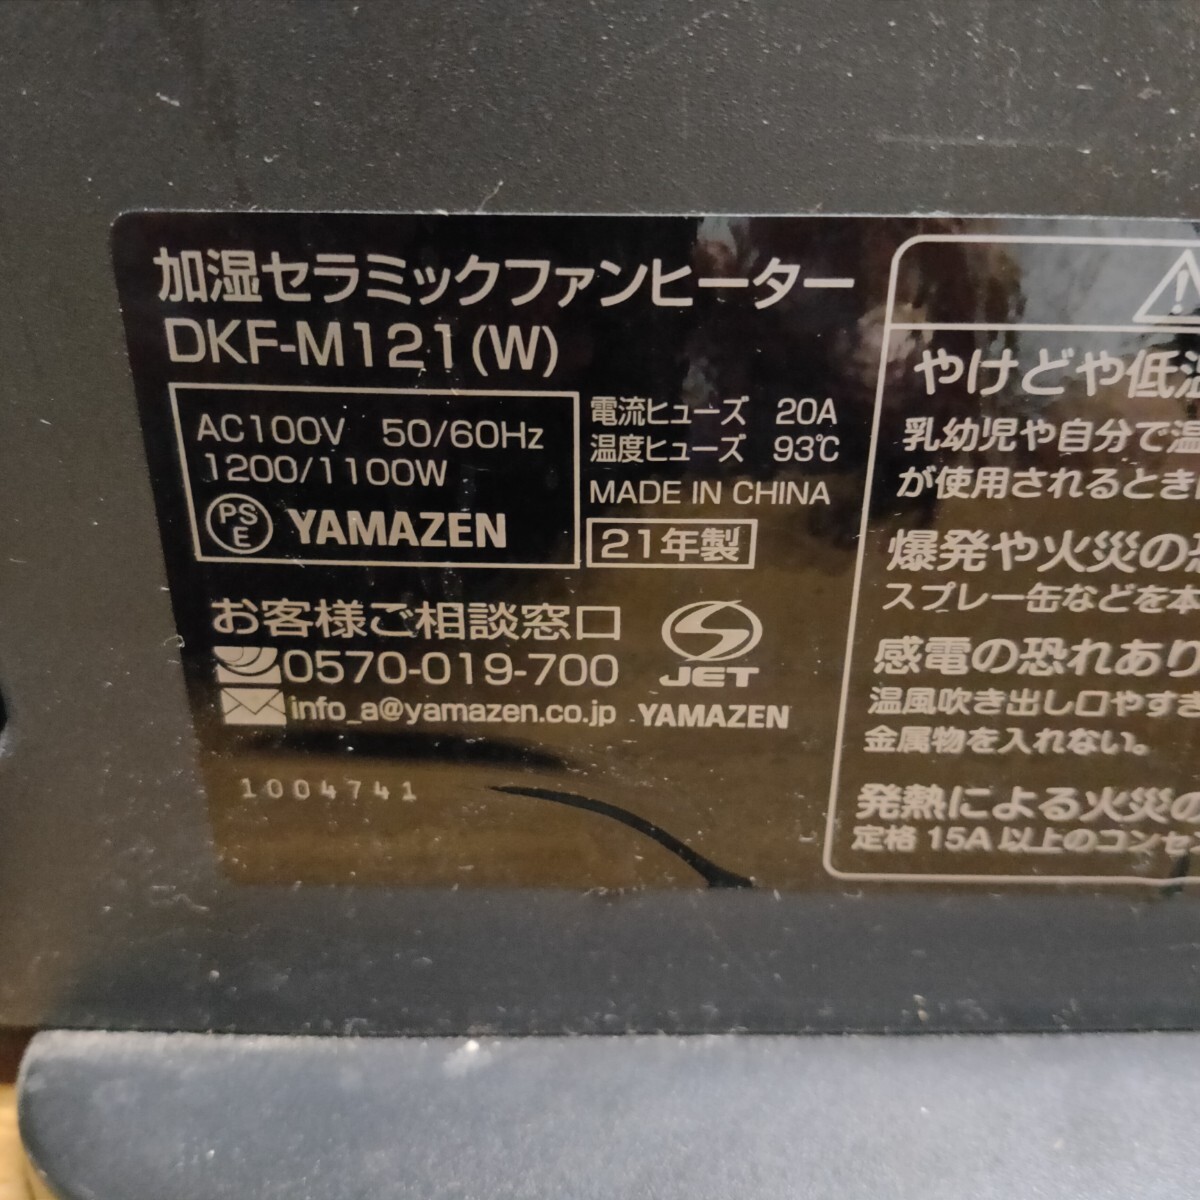 加湿セラミックファンヒーター
DKF-M121(W)
AC100V 50/60Hz
1200/1100W
PSE YAMAZEN
電流ヒューズ 20A
温度ヒューズ 93℃
MADE IN CHINA
21年製
お客様ご相談窓口
0570-019-700
info_a@yamazen.co.jp
JET
YAMAZEN
1004741
やけどや低温
乳幼児や自分で温
が使用されるとき
爆発や火災の恐
スプレー缶などを本
感電の恐れあり
温風吹き出し口やすき
金属物を入れない。
発熱による火災の
定格15A以上のコンセン